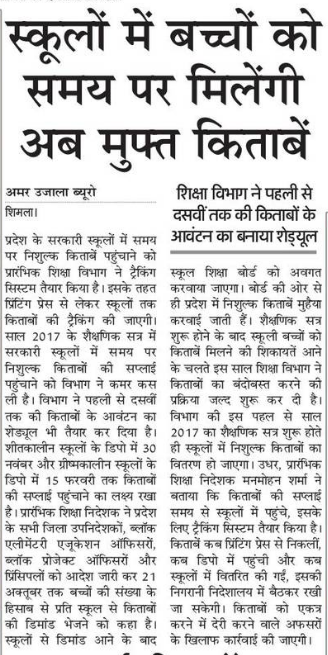 स्कूलों में बच्चों को
समय पर मिलेंगी
अब मुफ्त किताबें
अमर उजाला ब्यूरो
शिमला।
प्रदेश के सरकारी स्कूलों में समय
पर निशुल्क किताबें पहुंचाने को
प्रारंभिक शिक्षा विभाग ने ट्रैकिंग
सिस्टम तैयार किया है। इसके तहत
प्रिंटिंग प्रेस से लेकर स्कूलों तक
किताबों की ट्रैकिंग की जाएगी।
साल 2017 के शैक्षणिक सत्र में
सरकारी स्कूलों में समय पर
निशुल्क किताबों की सप्लाई
पहुंचाने को विभाग ने कमर कस
ली है। विभाग ने पहली से दसवीं
तक की किताबों के आवंटन का
शेड्यूल भी तैयार कर दिया है।
शीतकालीन स्कूलों के डिपो में 30
नवंबर और ग्रीष्मकालीन स्कूलों के
डिपो में 15 फरवरी तक किताबों
की सप्लाई पहुंचाने का लक्ष्य रखा
है। प्रारंभिक शिक्षा निदेशक ने प्रदेश
के सभी जिला उपनिदेशकों, ब्लॉक
एलीमेंटरी एजूकेशन ऑफिसरों,
ब्लॉक प्रोजेक्ट ऑफिसरों और
प्रिंसिपलों को आदेश जारी कर 21
अक्तूबर तक बच्चों की संख्या के
हिसाब से प्रति स्कूल से किताबों
की डिमांड भेजने को कहा है।
स्कूलों से डिमांड आने के बाद
शिक्षा विभाग ने पहली से
दसवीं तक की किताबों के
आवंटन का बनाया शेड्यूल
स्कूल शिक्षा बोर्ड को अवगत
करवाया जाएगा। बोर्ड की ओर से
ही प्रदेश में निशुल्क किताबें मुहैया
करवाई जाती हैं। शैक्षणिक सत्र
शुरू होने के बाद स्कूली बच्चों को
किताबें मिलने की शिकायतें आने
के चलते इस साल शिक्षा विभाग ने
किताबों का बंदोबस्त करने की
प्रक्रिया जल्द शुरू कर दी है।
विभाग की इस पहल से साल
2017 का शैक्षणिक सत्र शुरू होते
ही स्कूलों में निशुल्क किताबों का
वितरण हो जाएगा। उधर, प्रारंभिक
शिक्षा निदेशक मनमोहन शर्मा ने
बताया कि किताबों की सप्लाई
समय से स्कूलों में पहुंचे, इसके
लिए ट्रैकिंग सिस्टम तैयार किया है।
किताबें कब प्रिंटिंग प्रेस से निकलीं,
कब डिपो में पहुंची और कब
स्कूलों में वितरित की गईं, इसकी
निगरानी निदेशालय में बैठकर रखी
जा सकेगी। किताबों को एकत्र
करने में देरी करने वाले अफसरों
के खिलाफ कार्रवाई की जाएगी।